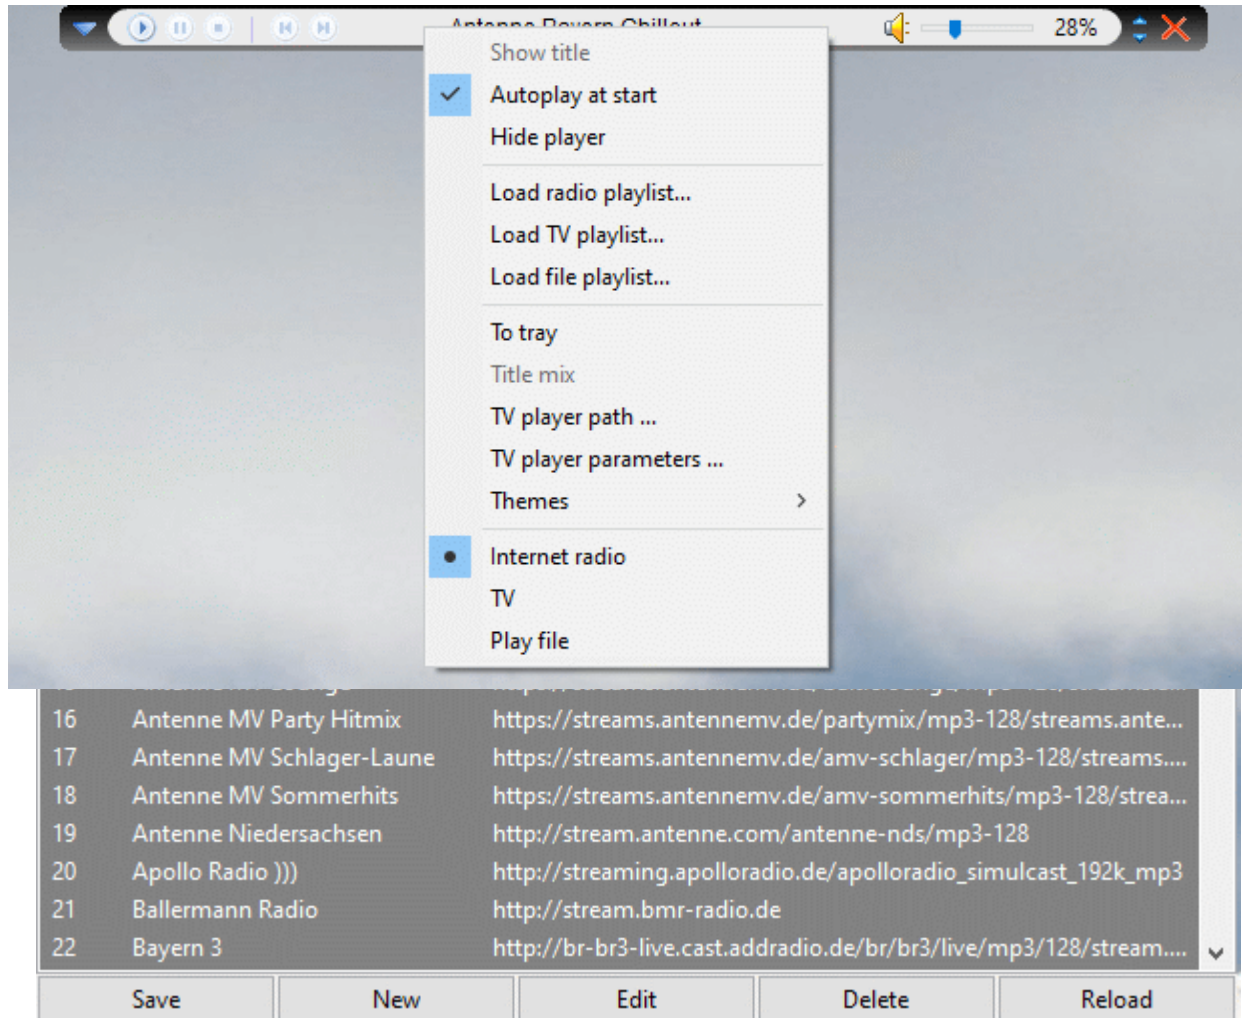 Antenne Bayern Chillout
28%
Show title
Autoplay at start
Hide player
Load radio playlist...
Load TV playlist...
Load file playlist...
To tray
Title mix
TV player path ...
TV player parameters ...
Themes
Internet radio
TV
Play file
16 Antenne MV Party Hitmix https://streams.antennemv.de/partymix/mp3-128/streams.ante...
17 Antenne MV Schlager-Laune https://streams.antennemv.de/amv-schlager/mp3-128/streams....
18 Antenne MV Sommerhits https://streams.antennemv.de/amv-sommerhits/mp3-128/strea...
19 Antenne Niedersachsen http://stream.antenne.com/antenne-nds/mp3-128
20 Apollo Radio ))) http://streaming.apolloradio.de/apolloradio_simulcast_192k_mp3
21 Ballermann Radio http://stream.bmr-radio.de
22 Bayern 3 http://br-br3-live.cast.addradio.de/br/br3/live/mp3/128/stream....
Save New Edit Delete Reload